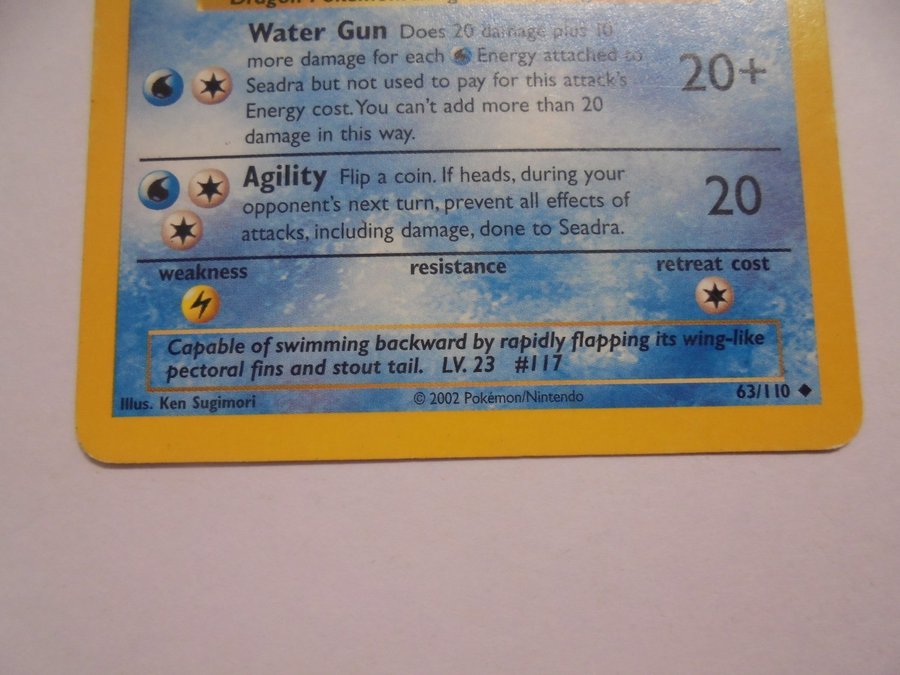 Water Gun Does 20 damage plus 10
more damage for each Energy attached to
Seadra but not used to pay for this attack's
Energy cost. You can't add more than 20
damage in this way.
20+
Agility Flip a coin. If heads, during your
opponent's next turn, prevent all effects of
attacks, including damage, done to Seadra.
20
weakness resistance retreat cost
Capable of swimming backward by rapidly flapping its wing-like
pectoral fins and stout tail. LV. 23 #117
Illus. Ken Sugimori © 2002 Pokémon/Nintendo 63/110